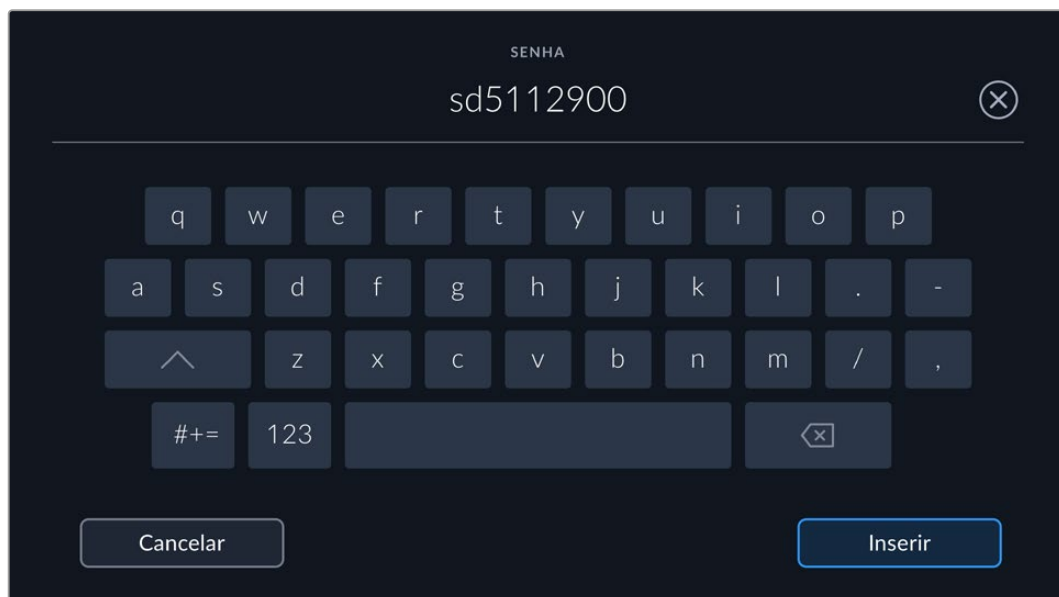 SENHA
sd5112900
q w e r t y u i o p
a s d f g h j k l . -
z x c v b n m / ,
#+= 123
Cancelar Inserir